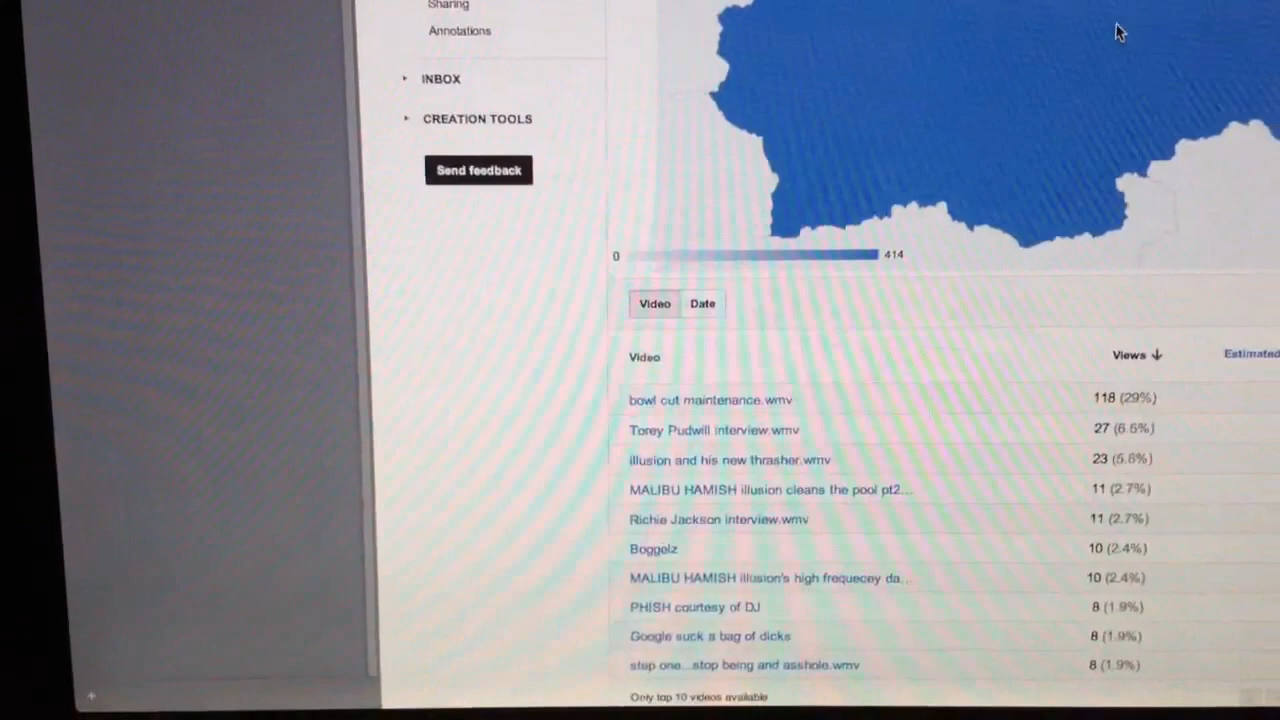 Sharing
Annotations
INBOX
CREATION TOOLS
Send feedback
0 414
Video Date
Video Views Estimated
bowl cut maintenance.wmv 118 (29%)
Torey Pudwill interview.wmv 27 (6.5%)
illusion and his new thrasher.wmv 23 (5.6%)
MALIBU HAMISH illusion cleans the pool pt2... 11 (2.7%)
Richie Jackson interview.wmv 11 (2.7%)
Boggelz 10 (2.4%)
MALIBU HAMISH illusion's high frequecey da... 10 (2.4%)
PHISH courtesy of DJ 8 (1.9%)
Google suck a bag of dicks 8 (1.9%)
step one...stop being and asshole.wmv 8 (1.9%)
Only top 10 videos available